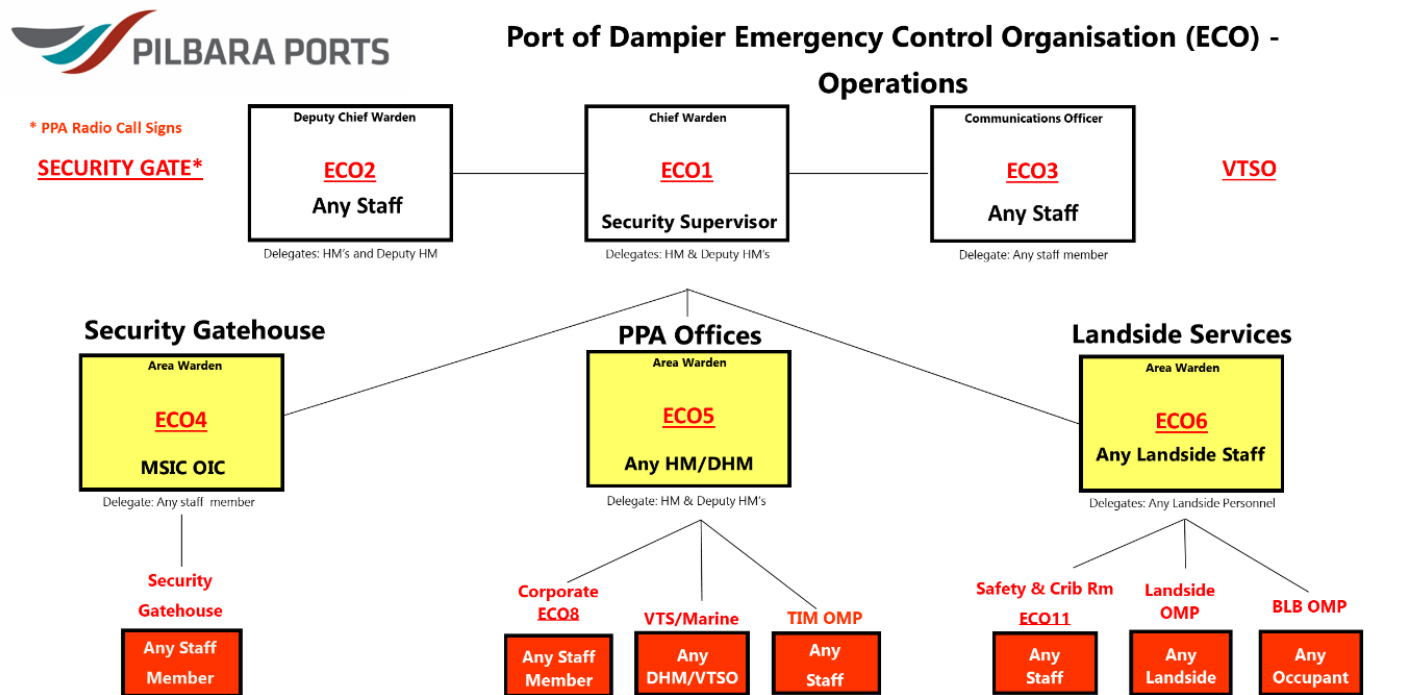 PILBARA PORTS
Port of Dampier Emergency Control Organisation (ECO) -
Operations
* PPA Radio Call Signs
SECURITY GATE*
Deputy Chief Warden
ECO2
Any Staff
Delegates: HM's and Deputy HM
Chief Warden
ECO1
Security Supervisor
Delegates: HM & Deputy HM's
Communications Officer
ECO3
Any Staff
Delegate: Any staff member
VTSO
Security Gatehouse
Area Warden
ECO4
MSIC OIC
Delegate: Any staff member
PPA Offices
Area Warden
ECO5
Any HM/DHM
Delegate: HM & Deputy HM's
Landside Services
Area Warden
ECO6
Any Landside Staff
Delegates: Any Landside Personnel
Security
Gatehouse
Any Staff
Member
Corporate
ECO8
Any Staff
Member
VTS/Marine
Any
DHM/VTSO
TIM OMP
Any
Staff
Safety & Crib Rm
ECO11
Any
Staff
Landside
OMP
Any
Landside
BLB OMP
Any
Occupant